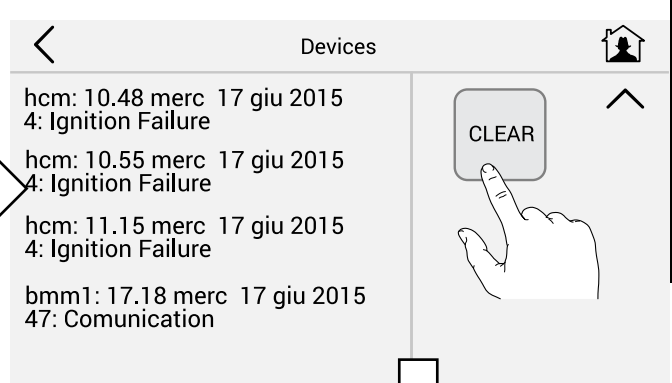 Devices
hcm: 10.48 merc 17 giu 2015
4: Ignition Failure
hcm: 10.55 merc 17 giu 2015
4: Ignition Failure
hcm: 11.15 merc 17 giu 2015
4: Ignition Failure
bmm1: 17.18 merc 17 giu 2015
47: Comunication
CLEAR